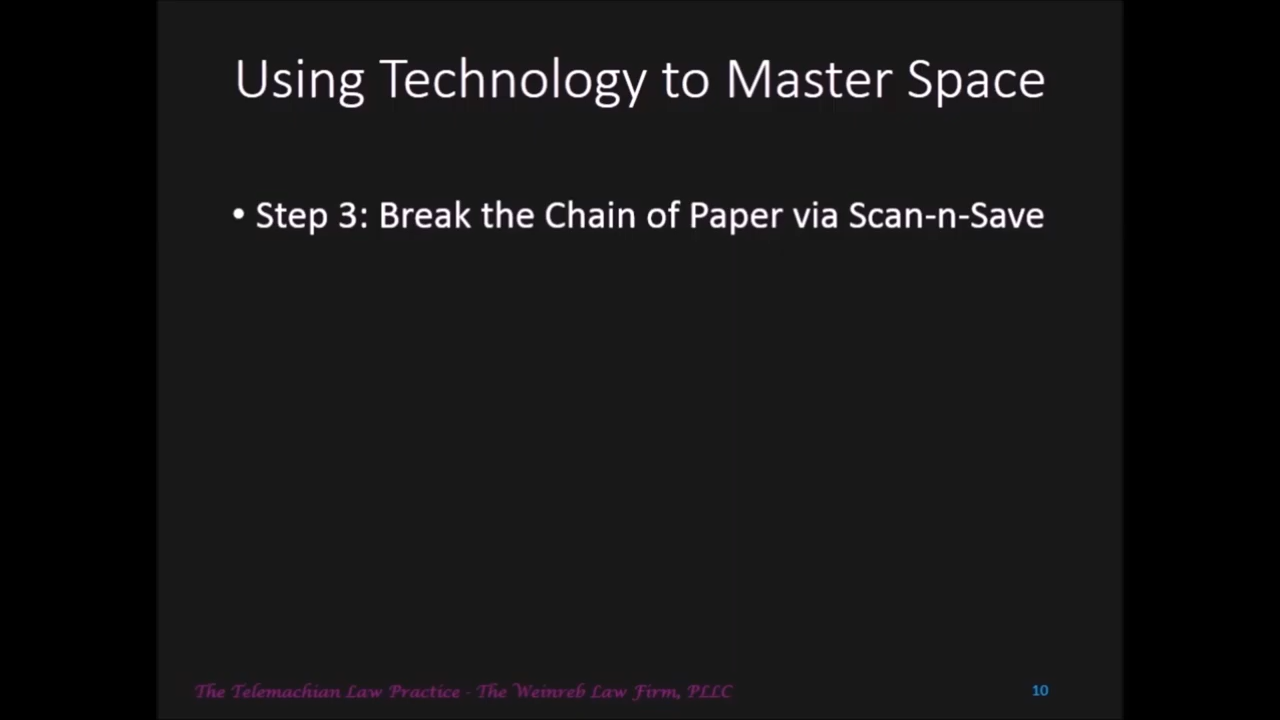 Using Technology to Master Space
• Step 3: Break the Chain of Paper via Scan-n-Save
The Telemachian Law Practice - The Weinreb Law Firm, PLLC
10